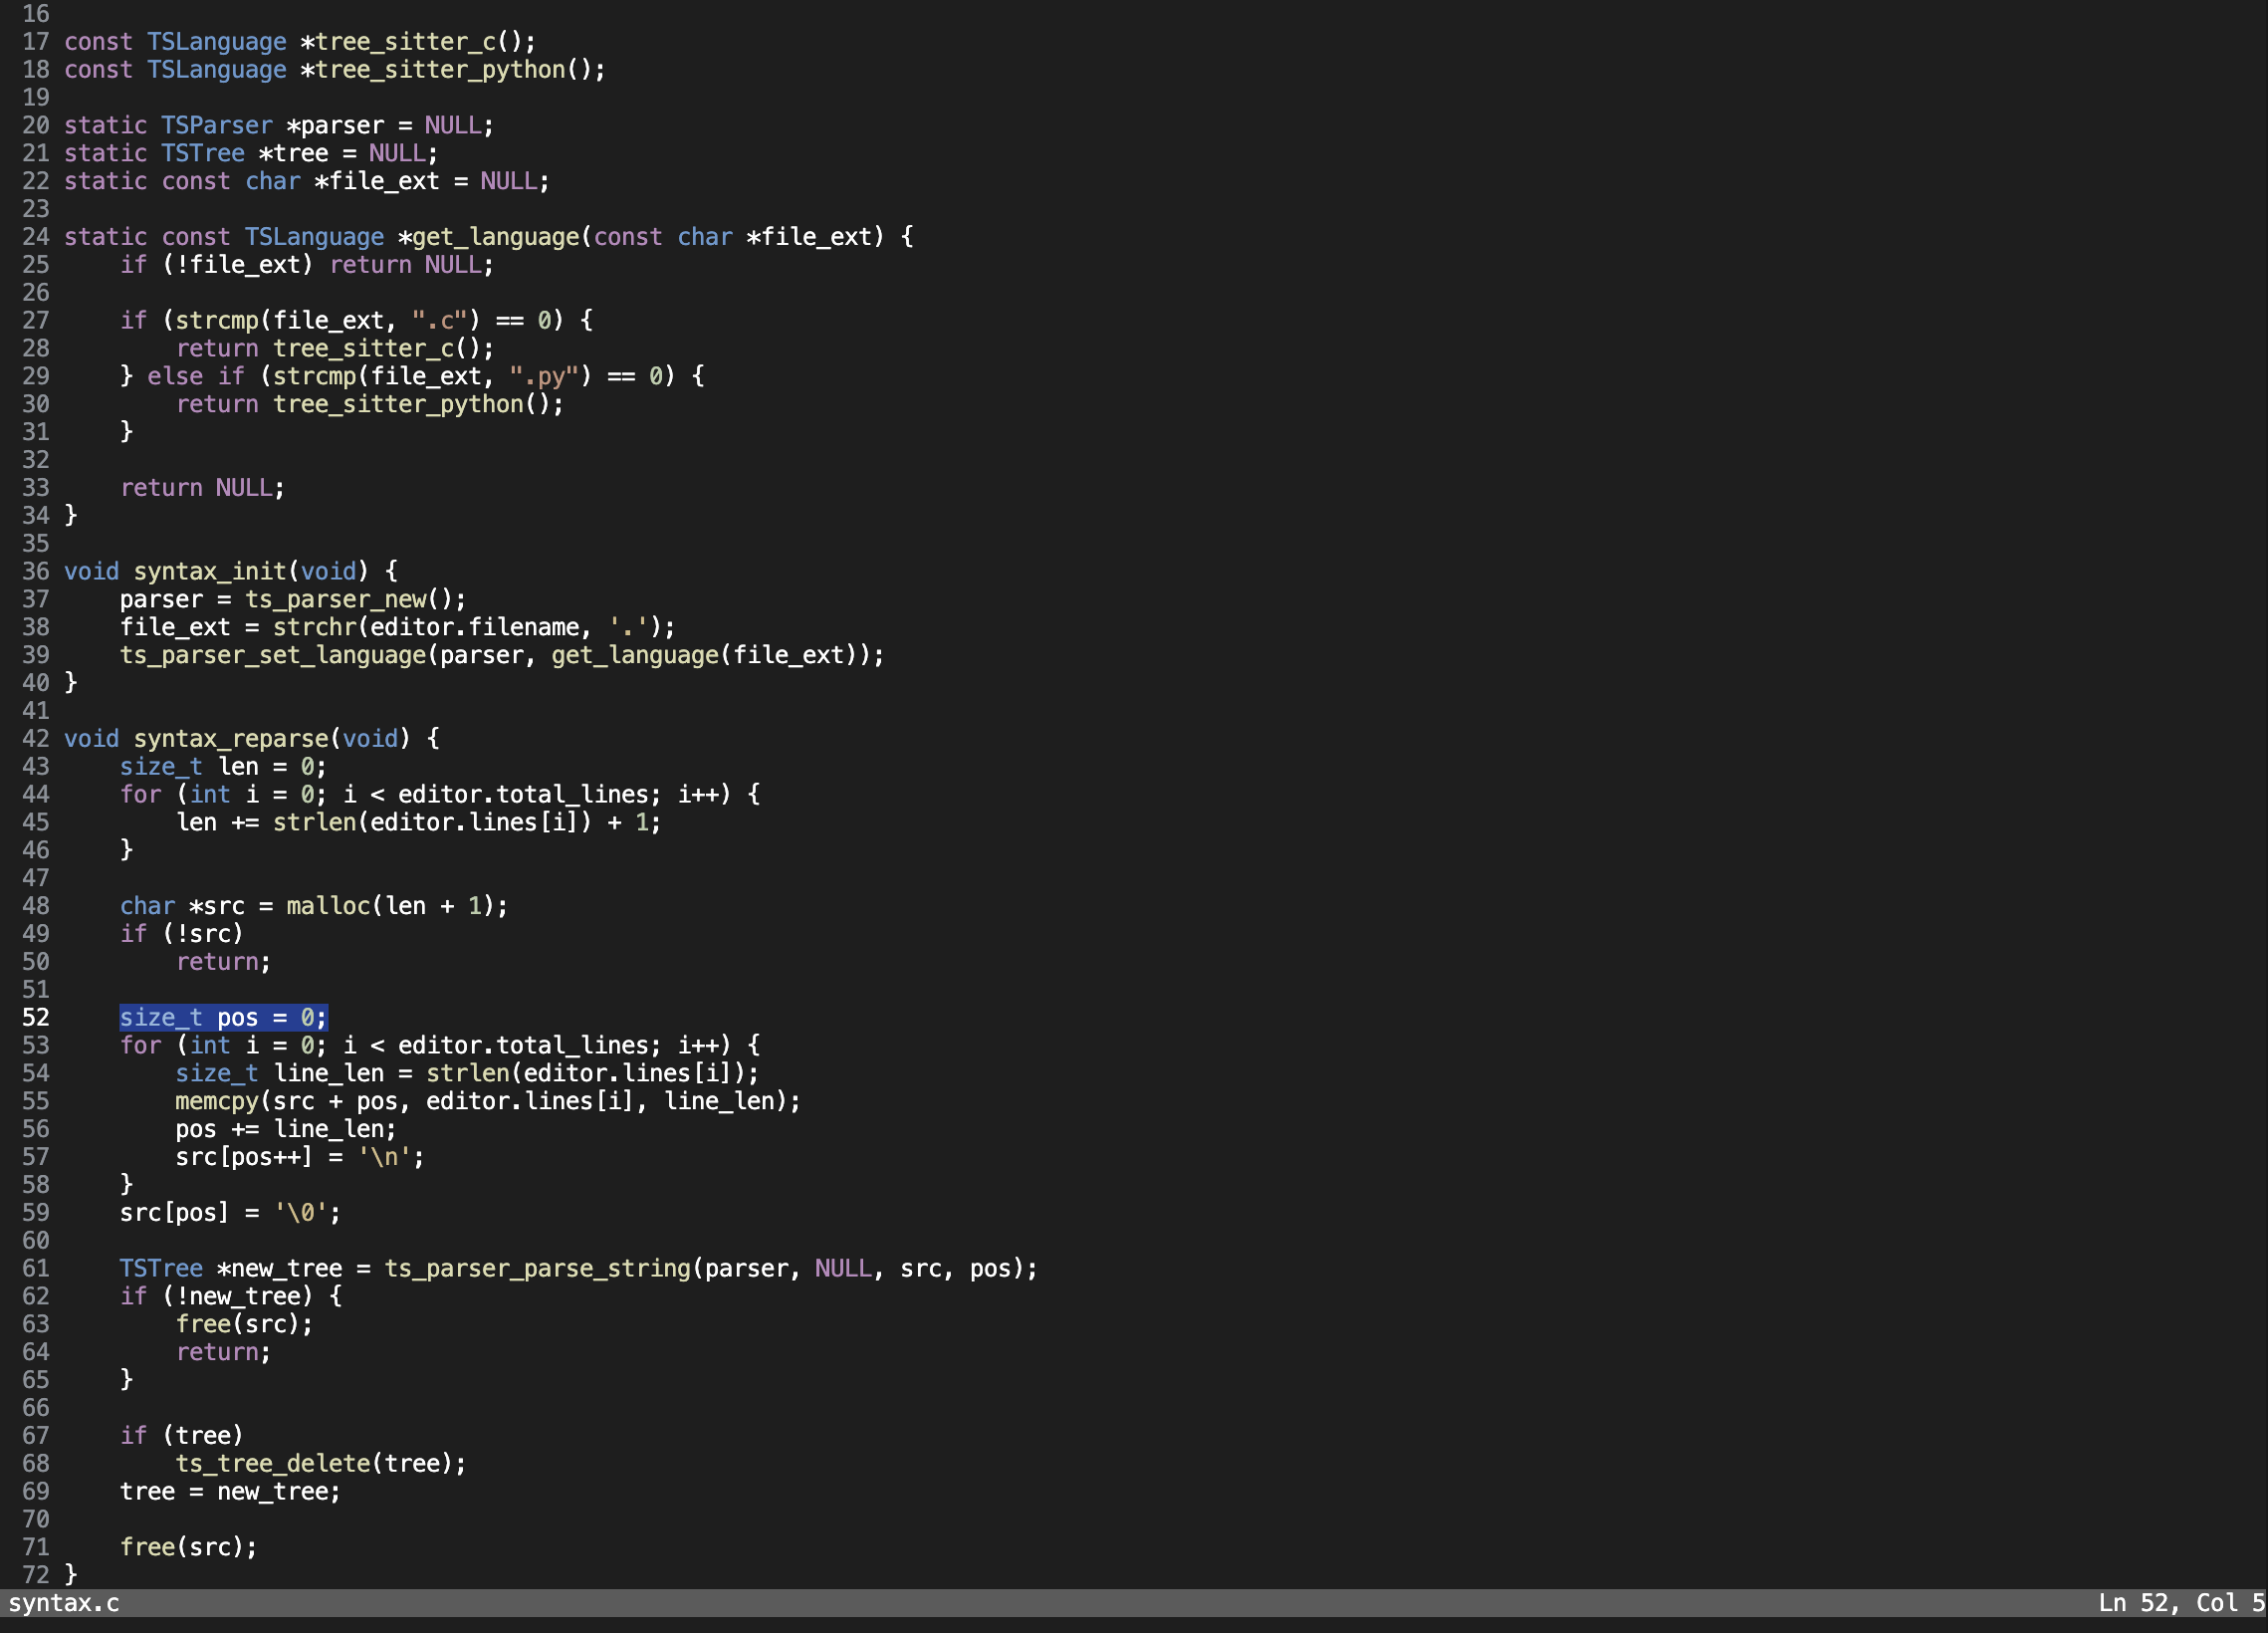 16
17 const TSLanguage *tree_sitter_c();
18 const TSLanguage *tree_sitter_python();
19
20 static TSParser *parser = NULL;
21 static TSTree *tree = NULL;
22 static const char *file_ext = NULL;
23
24 static const TSLanguage *get_language(const char *file_ext) {
25     if (!file_ext) return NULL;
26
27     if (strcmp(file_ext, ".c") == 0) {
28         return tree_sitter_c();
29     } else if (strcmp(file_ext, ".py") == 0) {
30         return tree_sitter_python();
31     }
32
33     return NULL;
34 }
35
36 void syntax_init(void) {
37     parser = ts_parser_new();
38     file_ext = strchr(editor.filename, '.');
39     ts_parser_set_language(parser, get_language(file_ext));
40 }
41
42 void syntax_reparse(void) {
43     size_t len = 0;
44     for (int i = 0; i < editor.total_lines; i++) {
45         len += strlen(editor.lines[i]) + 1;
46     }
47
48     char *src = malloc(len + 1);
49     if (!src)
50         return;
51
52     size_t pos = 0;
53     for (int i = 0; i < editor.total_lines; i++) {
54         size_t line_len = strlen(editor.lines[i]);
55         memcpy(src + pos, editor.lines[i], line_len);
56         pos += line_len;
57         src[pos++] = '\n';
58     }
59     src[pos] = '\0';
60
61     TSTree *new_tree = ts_parser_parse_string(parser, NULL, src, pos);
62     if (!new_tree) {
63         free(src);
64         return;
65     }
66
67     if (tree)
68         ts_tree_delete(tree);
69     tree = new_tree;
70
71     free(src);
72 }
syntax.c Ln 52, Col 5